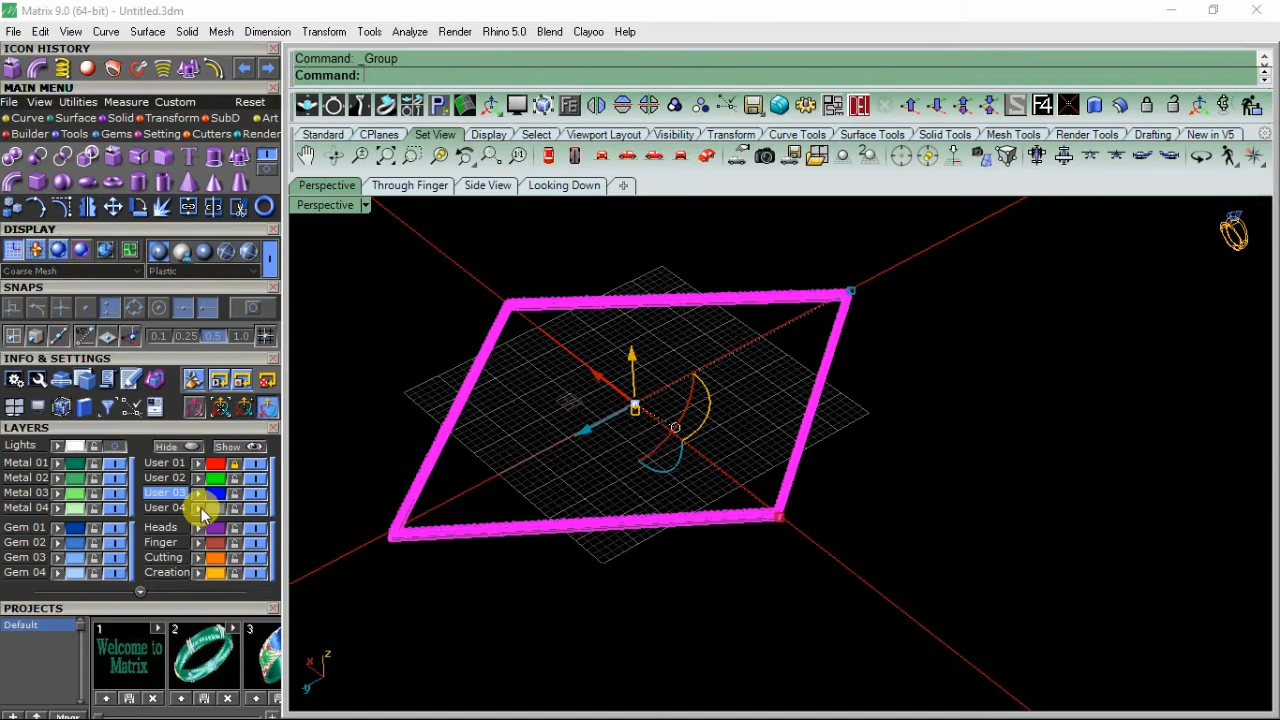 Matrix 9.0 (64-bit) - Untitled.3dm
File Edit View Curve Surface Solid Mesh Dimension Transform Tools Analyze Render Rhino 5.0 Blend Clayoo Help
ICON HISTORY
MAIN MENU
File View Utilities Measure Custom Reset
Curve Surface Solid Transform SubD Art
Builder Tools Gems Setting Cutters Render
DISPLAY
Coarse Mesh Plastic
SNAPS
0.1 0.25 0.5 1.0
INFO & SETTINGS
LAYERS
Lights Hide Show
Metal 01 User 01
Metal 02 User 02
Metal 03 User 03
Metal 04 User 04
Gem 01 Heads
Gem 02 Finger
Gem 03 Cutting
Gem 04 Creation
PROJECTS
Default
1 2 3
Welcome to
Matrix
Command: _Group
Command:
F4
Standard CPlanes Set View Display Select Viewport Layout Visibility Transform Curve Tools Surface Tools Solid Tools Mesh Tools Render Tools Drafting New in V5
Perspective Through Finger Side View Looking Down
Perspective
z
x
y